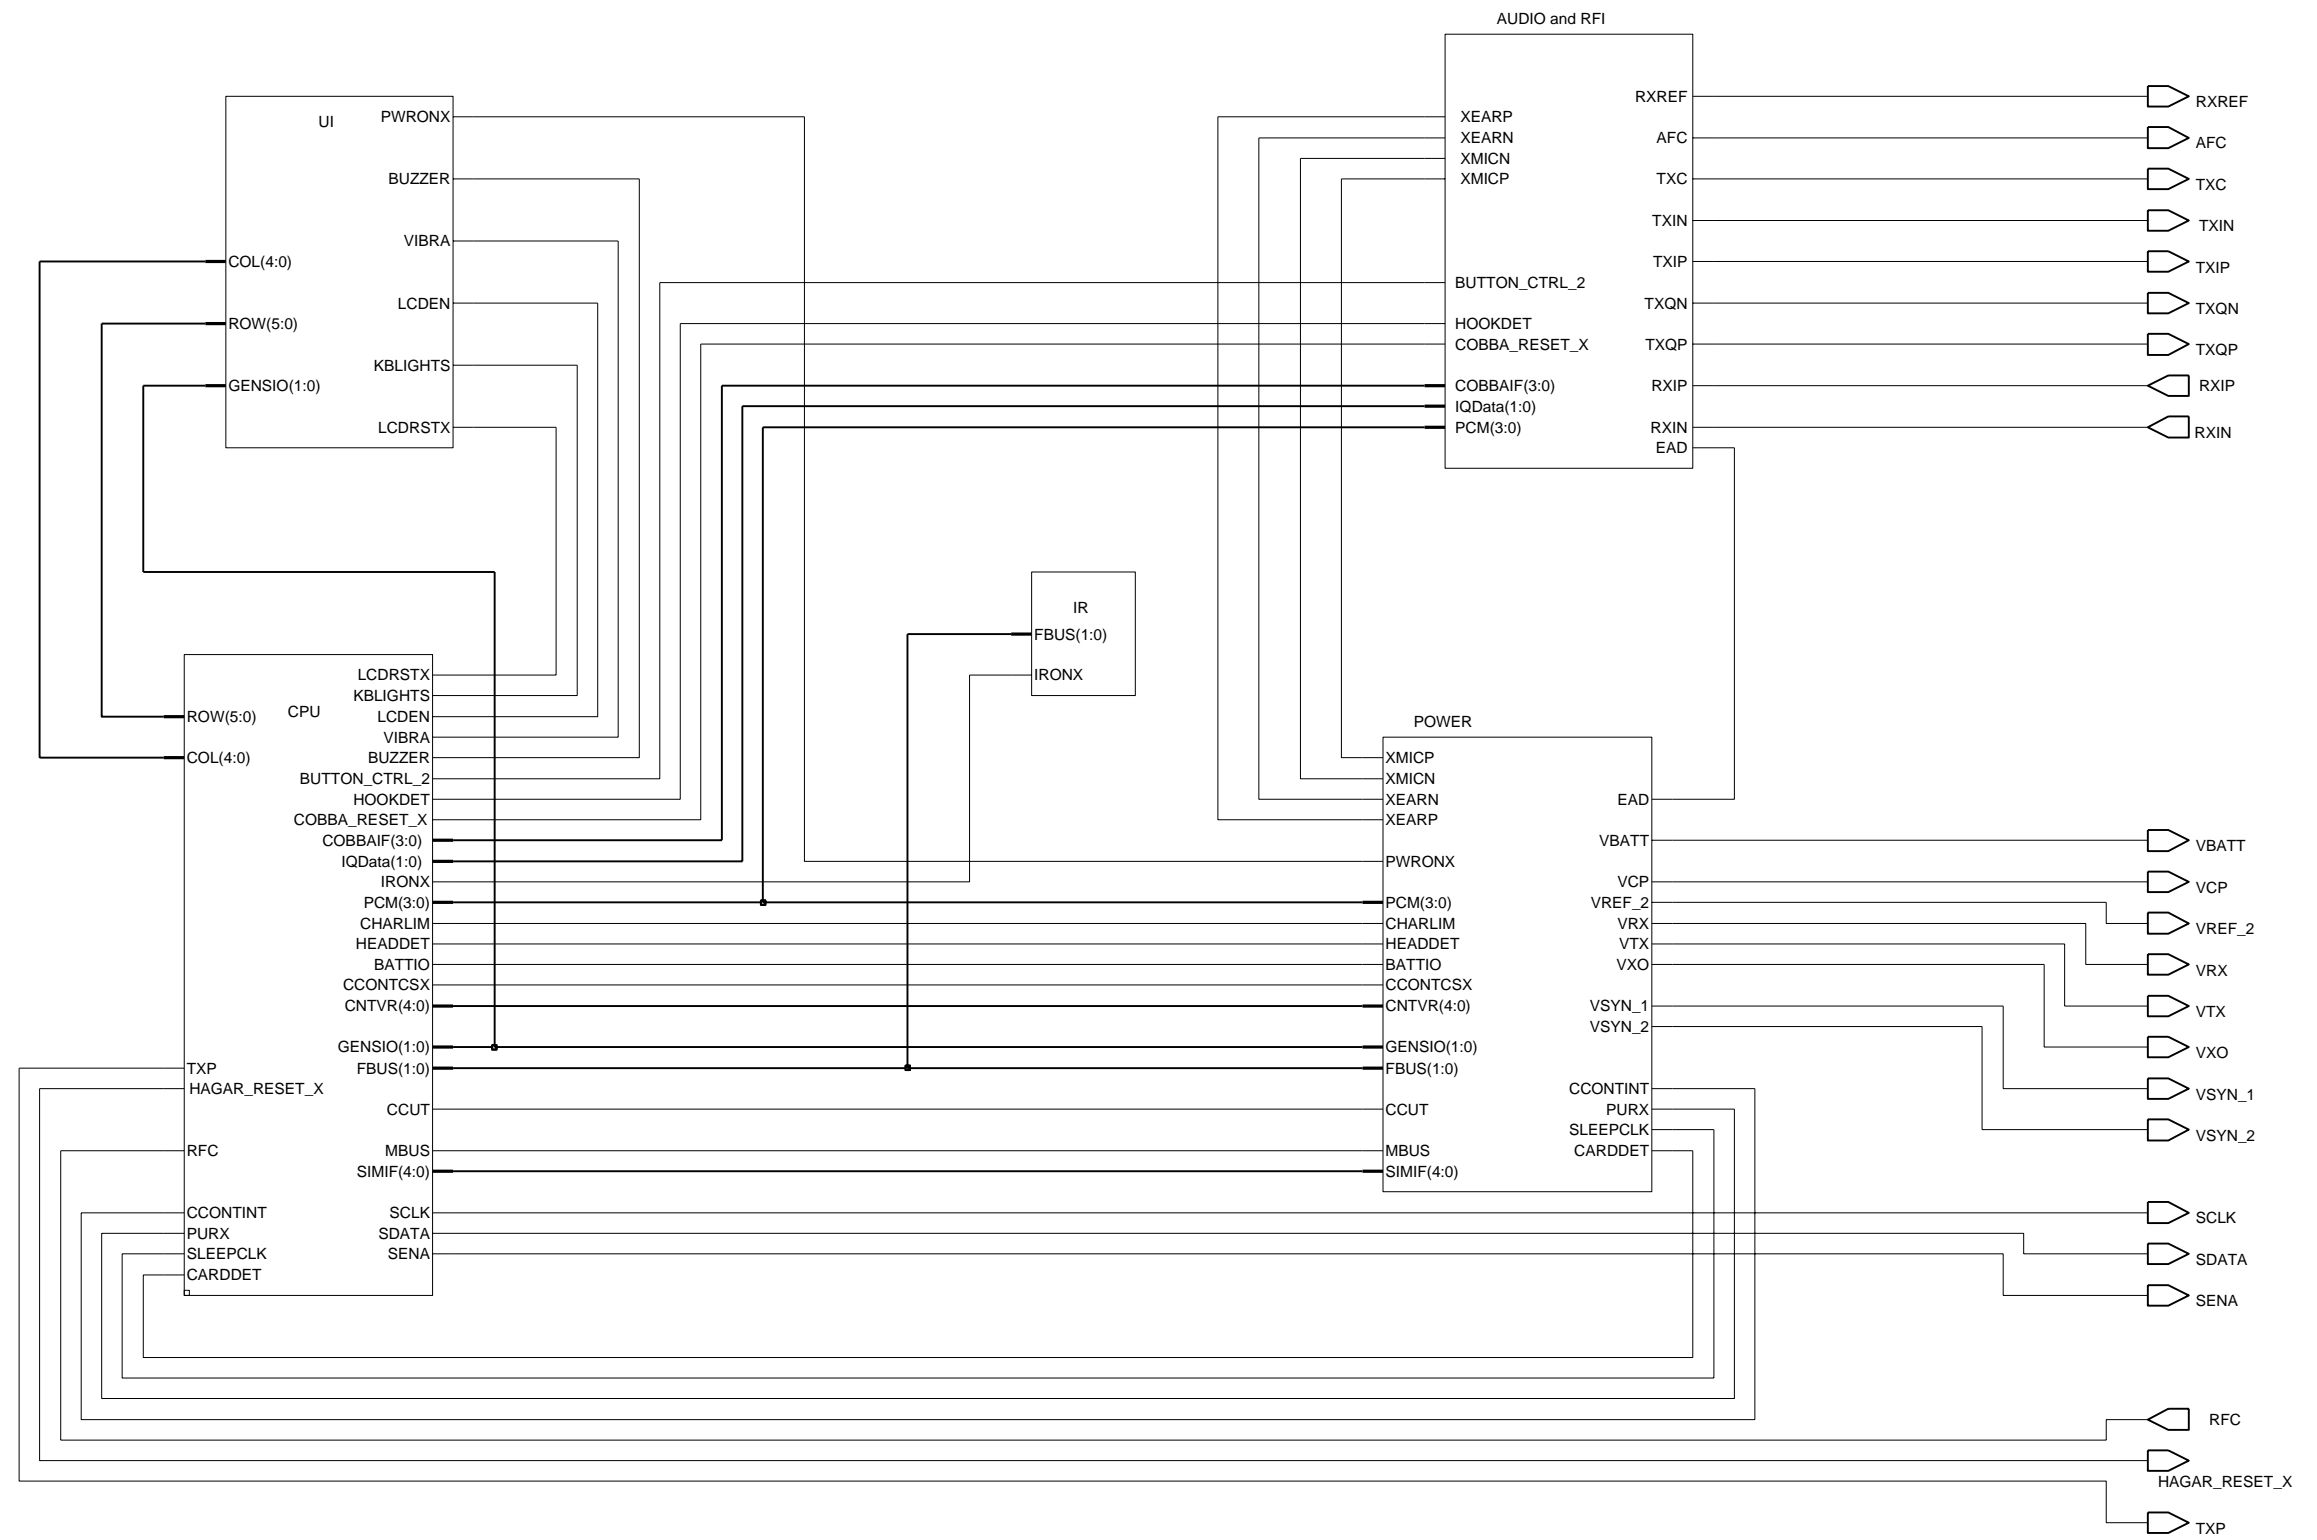 AUDIO and RFI
RXREF
AFC
TXC
TXIN
TXIP
TXQN
TXQP
RXIP
RXIN
EAD
XEARP
XEARN
XMICN
XMICP
BUTTON_CTRL_2
HOOKDET
COBBA_RESET_X
COBBAIF(3:0)
IQData(1:0)
PCM(3:0)
RXREF
AFC
TXC
TXIN
TXIP
TXQN
TXQP
RXIP
RXIN
UI
PWRONX
BUZZER
VIBRA
LCDEN
KBLIGHTS
LCDRSTX
COL(4:0)
ROW(5:0)
GENSIO(1:0)
IR
FBUS(1:0)
IRONX
CPU
ROW(5:0)
COL(4:0)
TXP
HAGAR_RESET_X
RFC
CCONTINT
PURX
SLEEPCLK
CARDDET
LCDRSTX
KBLIGHTS
LCDEN
VIBRA
BUZZER
BUTTON_CTRL_2
HOOKDET
COBBA_RESET_X
COBBAIF(3:0)
IQData(1:0)
IRONX
PCM(3:0)
CHARLIM
HEADDET
BATTIO
CCONTCSX
CNTVR(4:0)
GENSIO(1:0)
FBUS(1:0)
CCUT
MBUS
SIMIF(4:0)
SCLK
SDATA
SENA
POWER
XMICP
XMICN
XEARN
XEARP
PWRONX
PCM(3:0)
CHARLIM
HEADDET
BATTIO
CCONTCSX
CNTVR(4:0)
GENSIO(1:0)
FBUS(1:0)
CCUT
MBUS
SIMIF(4:0)
EAD
VBATT
VCP
VREF_2
VRX
VTX
VXO
VSYN_1
VSYN_2
CCONTINT
PURX
SLEEPCLK
CARDDET
VBATT
VCP
VREF_2
VRX
VTX
VXO
VSYN_1
VSYN_2
SCLK
SDATA
SENA
RFC
HAGAR_RESET_X
TXP